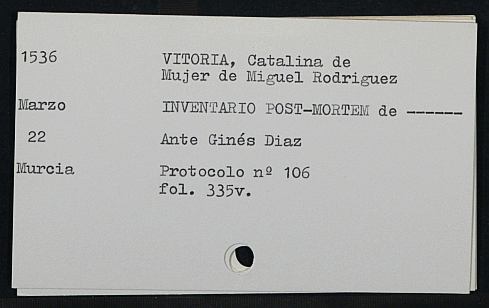 1536 VITORIA, Catalina de
Mujer de Miguel Rodriguez
Marzo INVENTARIO POST-MORTEM de ------
22 Ante Ginés Diaz
Murcia Protocolo nº 106
fol. 335v.